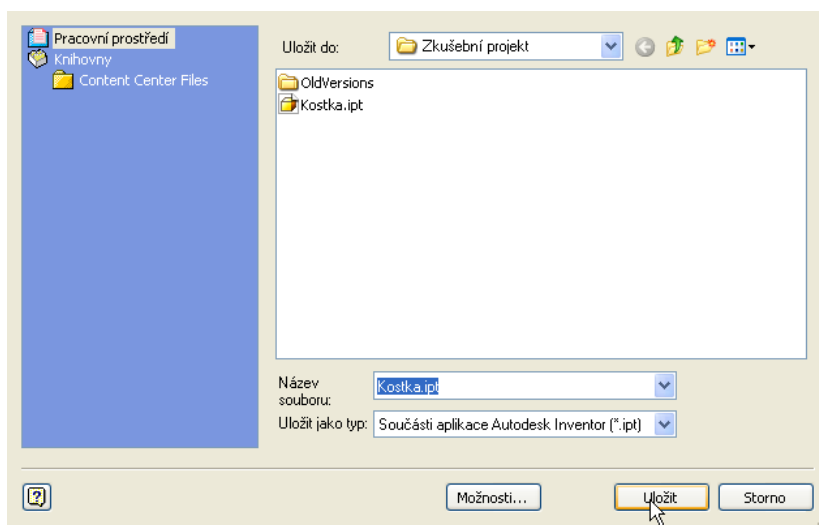 Pracovní prostředí
Knihovny
Content Center Files
Uložit do:
Zkušební projekt
OldVersions
Kostka.ipt
Název
souboru:
Kostka.ipt
Uložit jako typ:
Součásti aplikace Autodesk Inventor (*.ipt)
Možnosti...
Uložit
Storno